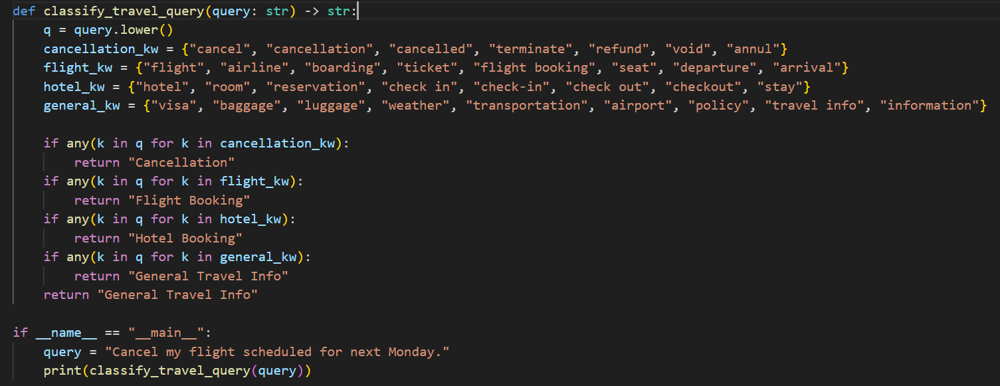 def classify_travel_query(query: str) -> str:
    q = query.lower()
    cancellation_kw = {"cancel", "cancellation", "cancelled", "terminate", "refund", "void", "annul"}
    flight_kw = {"flight", "airline", "boarding", "ticket", "flight booking", "seat", "departure", "arrival"}
    hotel_kw = {"hotel", "room", "reservation", "check in", "check-in", "check out", "checkout", "stay"}
    general_kw = {"visa", "baggage", "luggage", "weather", "transportation", "airport", "policy", "travel info", "information"}

    if any(k in q for k in cancellation_kw):
        return "Cancellation"
    if any(k in q for k in flight_kw):
        return "Flight Booking"
    if any(k in q for k in hotel_kw):
        return "Hotel Booking"
    if any(k in q for k in general_kw):
        return "General Travel Info"
    return "General Travel Info"

if __name__ == "__main__":
    query = "Cancel my flight scheduled for next Monday."
    print(classify_travel_query(query))